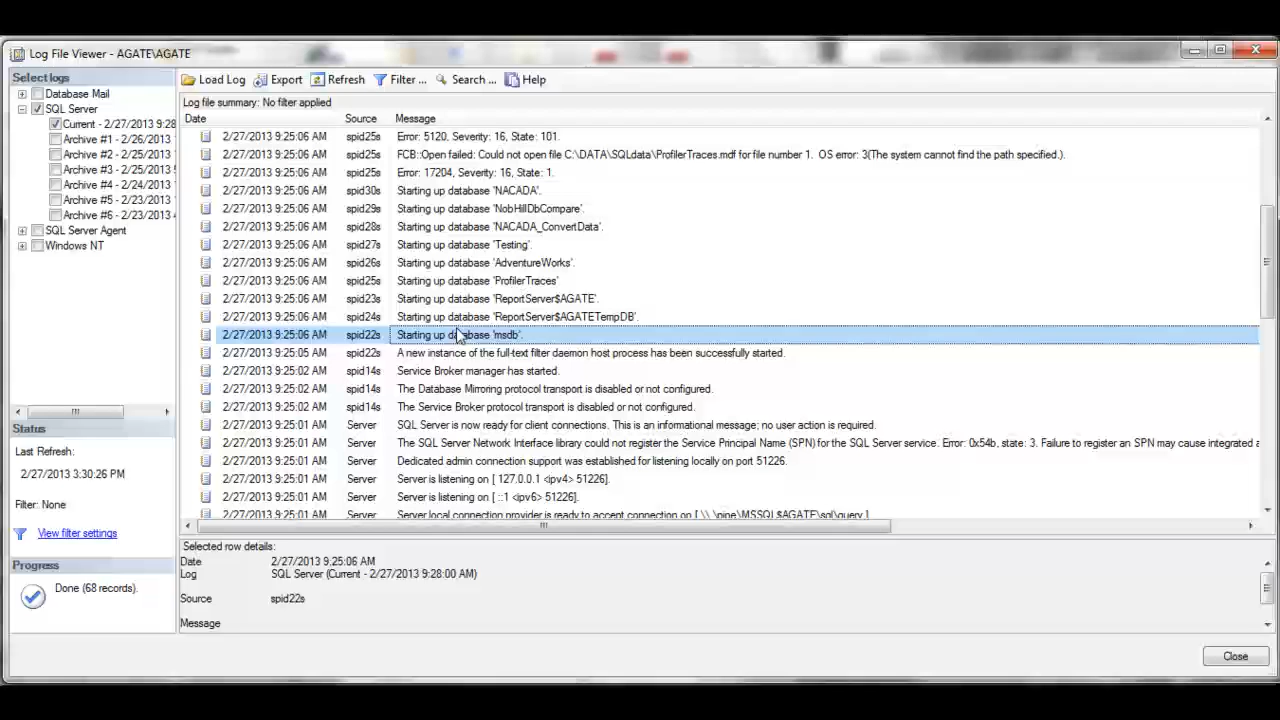 Log File Viewer - AGATE\AGATE
Select logs
Database Mail
SQL Server
Current - 2/27/2013 9:28
Archive #1 - 2/26/2013
Archive #2 - 2/25/2013
Archive #3 - 2/25/2013
Archive #4 - 2/24/2013
Archive #5 - 2/23/2013
Archive #6 - 2/23/2013 4
SQL Server Agent
Windows NT
Status
Last Refresh:
2/27/2013 3:30:26 PM
Filter: None
View filter settings
Progress
Done (68 records).
Load Log Export Refresh Filter ... Search ... Help
Log file summary: No filter applied
Date Source Message
2/27/2013 9:25:06 AM spid25s Error: 5120, Severity: 16, State: 101.
2/27/2013 9:25:06 AM spid25s FCB::Open failed: Could not open file C:\DATA\SQLdata\ProfilerTraces.mdf for file number 1. OS error: 3(The system cannot find the path specified.).
2/27/2013 9:25:06 AM spid25s Error: 17204, Severity: 16, State: 1.
2/27/2013 9:25:06 AM spid30s Starting up database 'NACADA'.
2/27/2013 9:25:06 AM spid29s Starting up database 'NobHillDbCompare'.
2/27/2013 9:25:06 AM spid28s Starting up database 'NACADA_ConvertData'.
2/27/2013 9:25:06 AM spid27s Starting up database 'Testing'.
2/27/2013 9:25:06 AM spid26s Starting up database 'AdventureWorks'.
2/27/2013 9:25:06 AM spid25s Starting up database 'ProfilerTraces'
2/27/2013 9:25:06 AM spid23s Starting up database 'ReportServer$AGATE'.
2/27/2013 9:25:06 AM spid24s Starting up database 'ReportServer$AGATETempDB'.
2/27/2013 9:25:06 AM spid22s Starting up database 'msdb'.
2/27/2013 9:25:05 AM spid22s A new instance of the full-text filter daemon host process has been successfully started.
2/27/2013 9:25:02 AM spid14s Service Broker manager has started.
2/27/2013 9:25:02 AM spid14s The Database Mirroring protocol transport is disabled or not configured.
2/27/2013 9:25:02 AM spid14s The Service Broker protocol transport is disabled or not configured.
2/27/2013 9:25:01 AM Server SQL Server is now ready for client connections. This is an informational message; no user action is required.
2/27/2013 9:25:01 AM Server The SQL Server Network Interface library could not register the Service Principal Name (SPN) for the SQL Server service. Error: 0x54b, state: 3. Failure to register an SPN may cause integrated a
2/27/2013 9:25:01 AM Server Dedicated admin connection support was established for listening locally on port 51226.
2/27/2013 9:25:01 AM Server Server is listening on [ 127.0.0.1 <ipv4> 51226].
2/27/2013 9:25:01 AM Server Server is listening on [ ::1 <ipv6> 51226].
2/27/2013 9:25:01 AM Server Server local connection provider is ready to accept connection on [ \\.\pipe\MSSQL$AGATE\sql\query ]
Selected row details:
Date 2/27/2013 9:25:06 AM
Log SQL Server (Current - 2/27/2013 9:28:00 AM)
Source spid22s
Message
Close